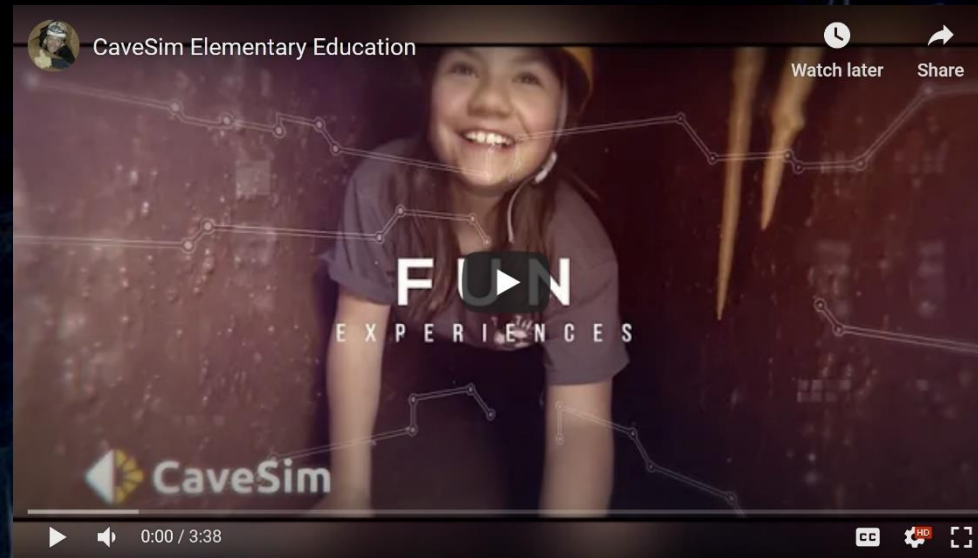 CaveSim Elementary Education
Watch later
Share
FUN
EXPERIENCES
CaveSim
0:00 / 3:38
CC
HD